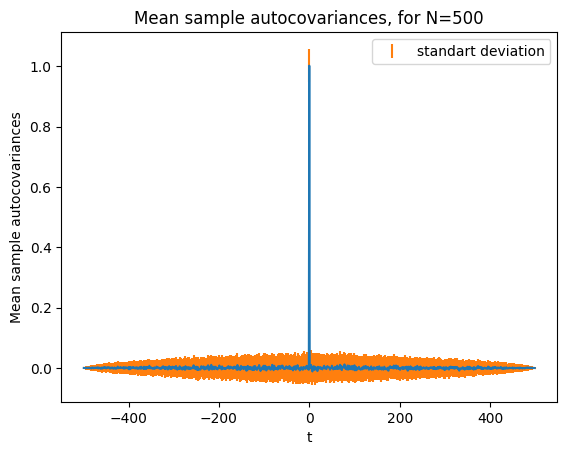 Mean sample autocovariances, for N=500
standart deviation
Mean sample autocovariances
1.0
0.8
0.6
0.4
0.2
0.0
−400
−200
0
200
400
t